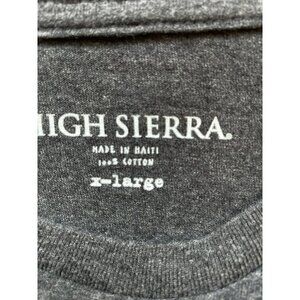 HIGH SIERRA.
MADE IN HAITI
100% COTTON
x-large